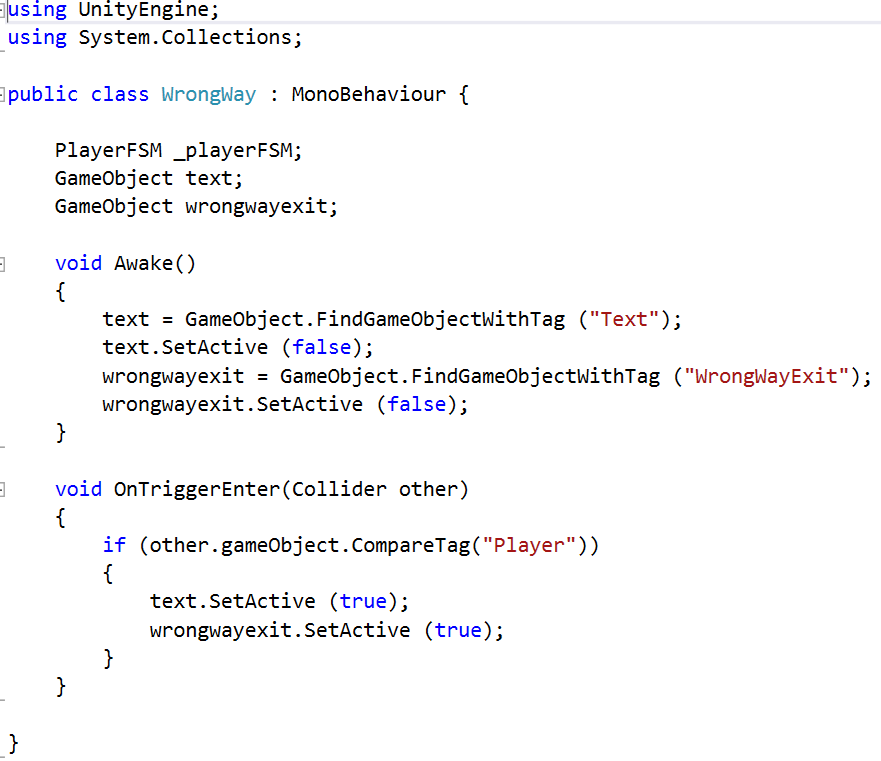 using UnityEngine;
using System.Collections;
public class WrongWay : MonoBehaviour {
PlayerFSM _playerFSM;
GameObject text;
GameObject wrongwayexit;
void Awake()
{
text = GameObject.FindGameObjectWithTag ("Text");
text.SetActive (false);
wrongwayexit = GameObject.FindGameObjectWithTag ("WrongWayExit");
wrongwayexit.SetActive (false);
}
void OnTriggerEnter(Collider other)
{
if (other.gameObject.CompareTag("Player"))
{
text.SetActive (true);
wrongwayexit.SetActive (true);
}
}
}